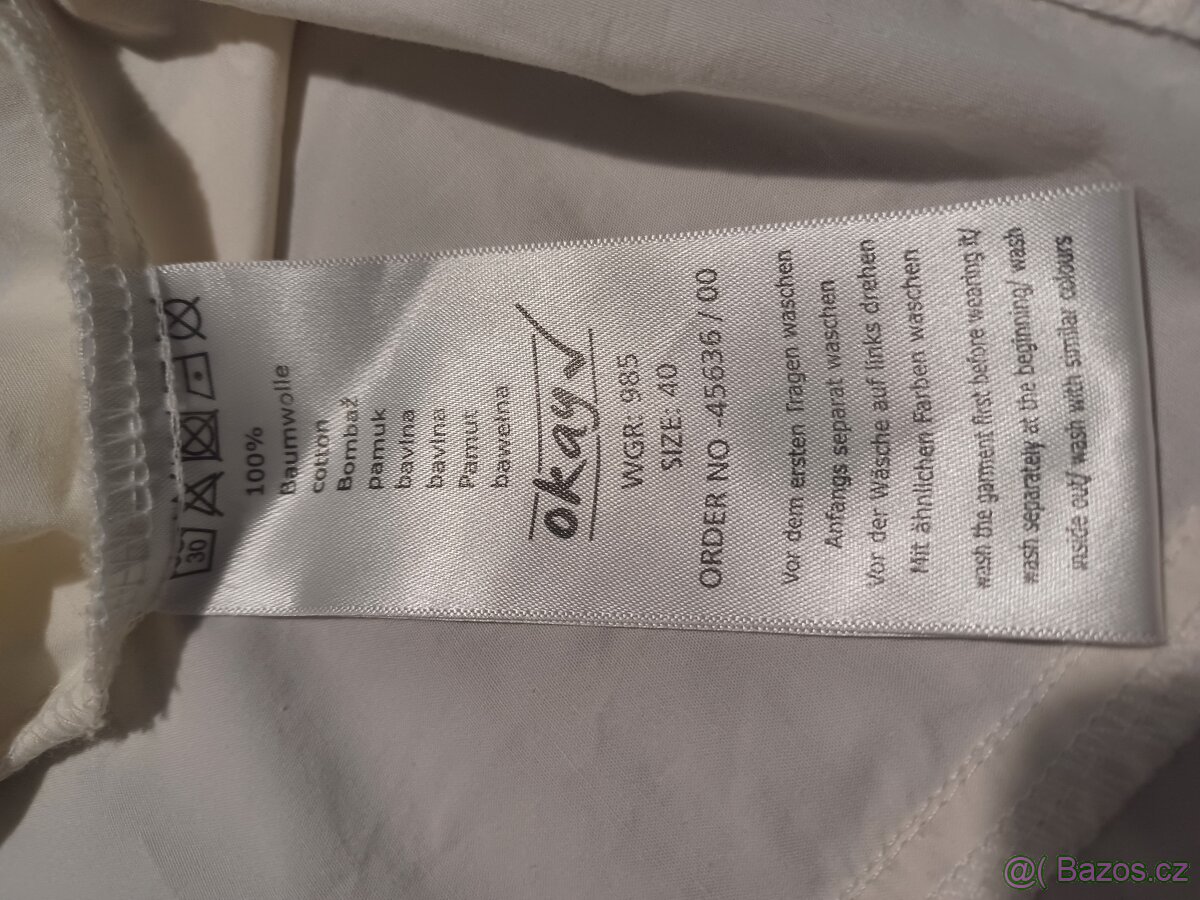 30
100%
Baumwolle
cotton
Bombaž
pamuk
bavlna
bavlna
Pamut
bawełna
okay
WGR: 985
SIZE: 40
ORDER NO -45636 / 00
Vor dem ersten Tragen waschen
Anfangs separat waschen
Vor der Wäsche auf links drehen
Mit ähnlichen Farben waschen
wash the garment first before wearing it/
wash separately at the beginning/ wash
inside out/ wash with similar colours
@( Bazos.cz